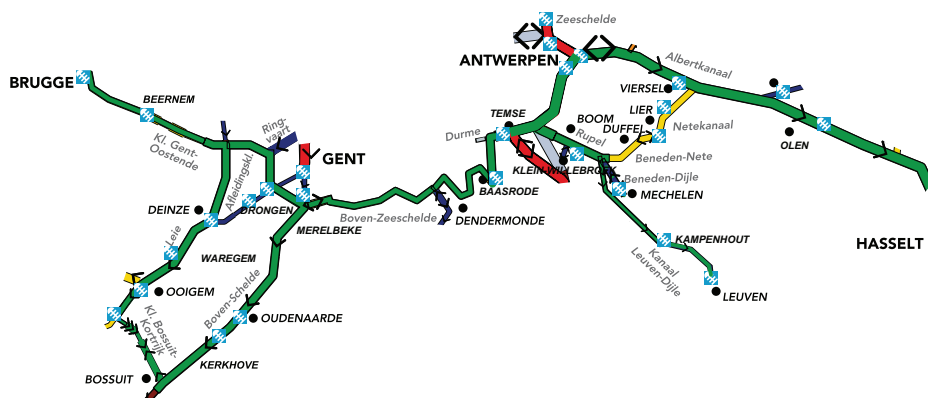 Zeeschelde
ANTWERPEN
Albertkanaal
BRUGGE
VIERSEL
BEERNEM
LIER
TEMSE
BOOM
DUFFEL
Netekanaal
Durme
Rupel
OLEN
Kl. Gent-
Oostende
Ring-
vaart
GENT
Beneden-Nete
KLEIN-WILLEBROEK
Beneden-Dijle
MECHELEN
BAASRODE
Afleidingskl.
DEINZE
DRONGEN
Boven-Zeeschelde
DENDERMONDE
MERELBEKE
Leie
KAMPENHOUT
HASSELT
WAREGEM
Kanaal
Leuven-Dijle
LEUVEN
OOIGEM
Boven-Schelde
OUDENAARDE
Kl. Bossuit-
Kortrijk
KERKHOVE
BOSSUIT